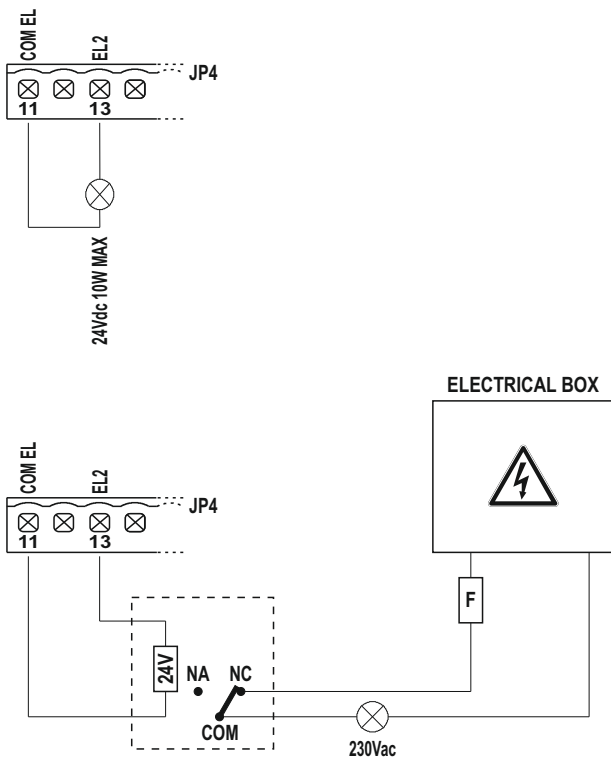 COM EL
EL2
JP4
11
13
24Vdc 10W MAX
ELECTRICAL BOX
COM EL
EL2
JP4
11
13
F
24V
NA
NC
COM
230Vac